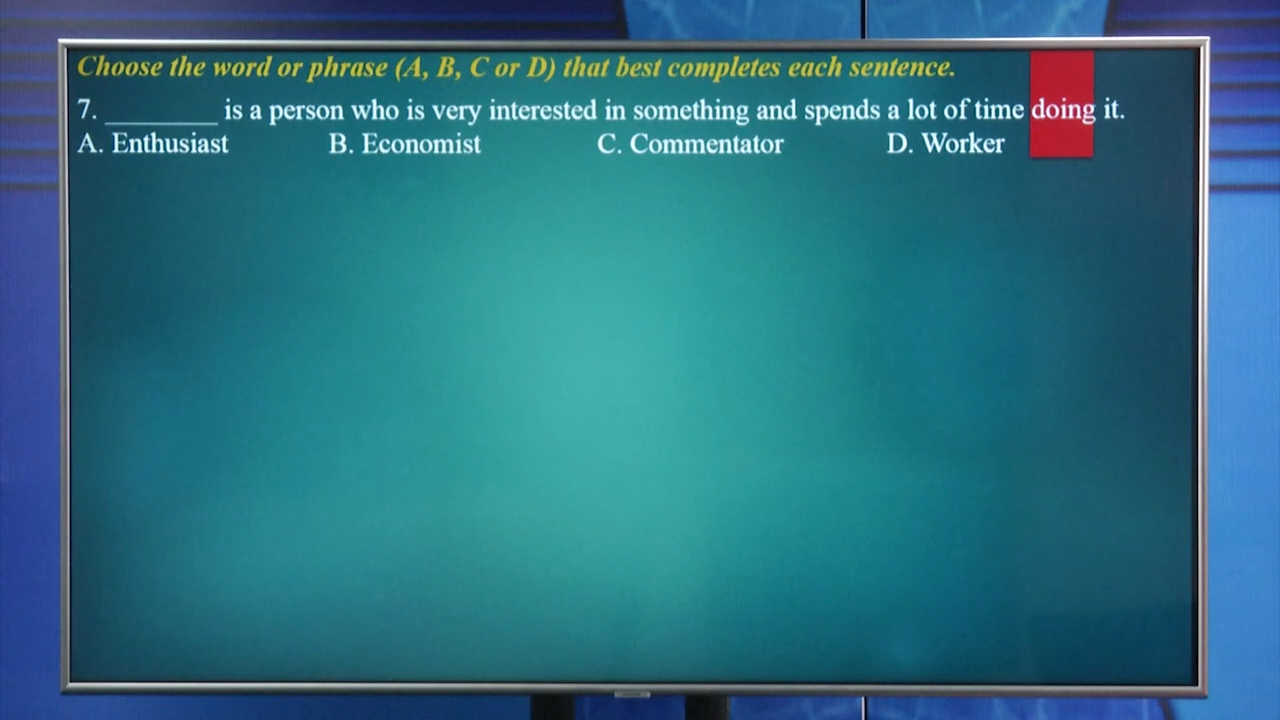 Choose the word or phrase (A, B, C or D) that best completes each sentence.
7. ________ is a person who is very interested in something and spends a lot of time doing it.
A. Enthusiast B. Economist C. Commentator D. Worker